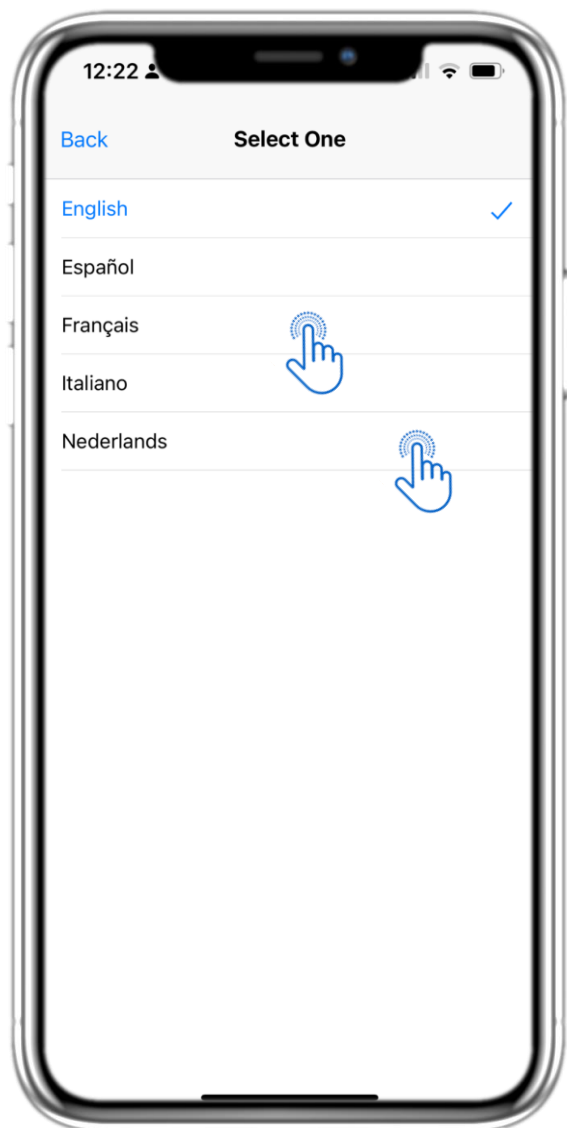 12:22
Back Select One
English
Español
Français
Italiano
Nederlands